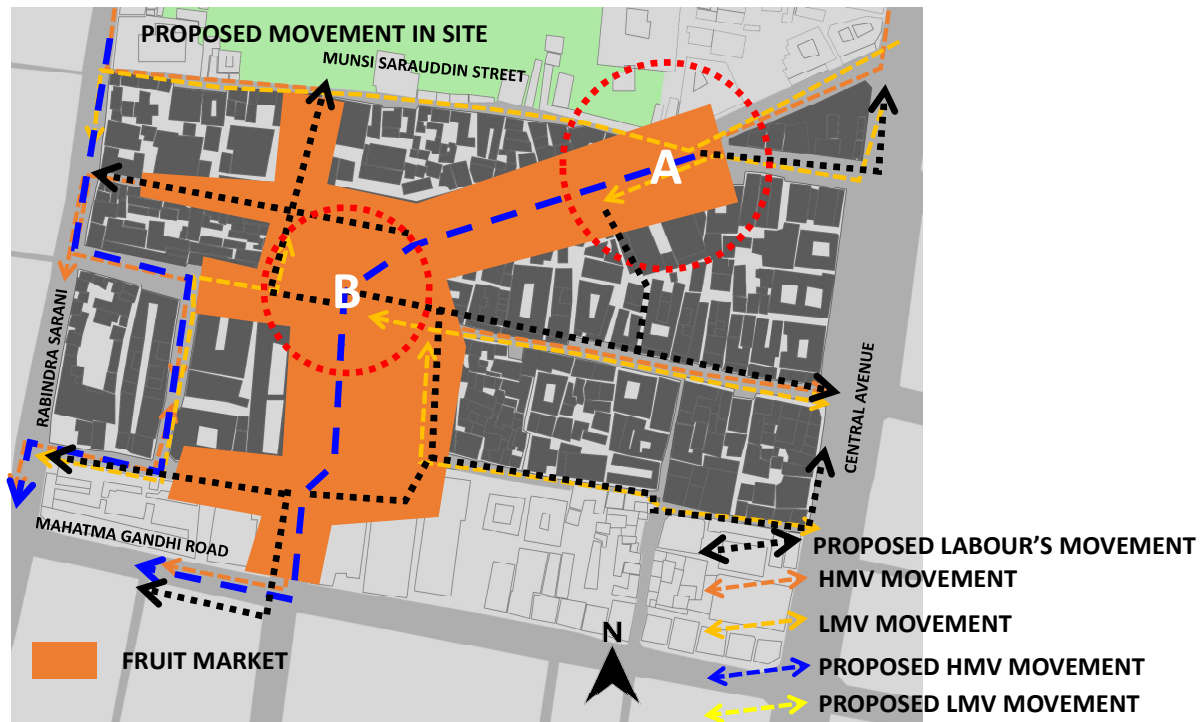 PROPOSED MOVEMENT IN SITE
MUNSI SARAUDDIN STREET
A
B
RABINDRA SARANI
CENTRAL AVENUE
MAHATMA GANDHI ROAD
PROPOSED LABOUR'S MOVEMENT
HMV MOVEMENT
LMV MOVEMENT
PROPOSED HMV MOVEMENT
PROPOSED LMV MOVEMENT
N
FRUIT MARKET